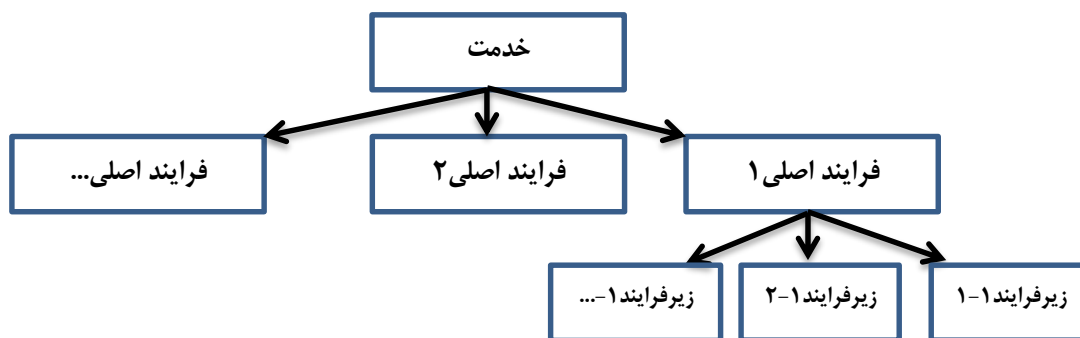 خدمت
فرایند اصلی۱
فرایند اصلی۲
فرایند اصلی...
زیرفرایند۱-۱
زیرفرایند۱-۲
زیرفرایند۱-...